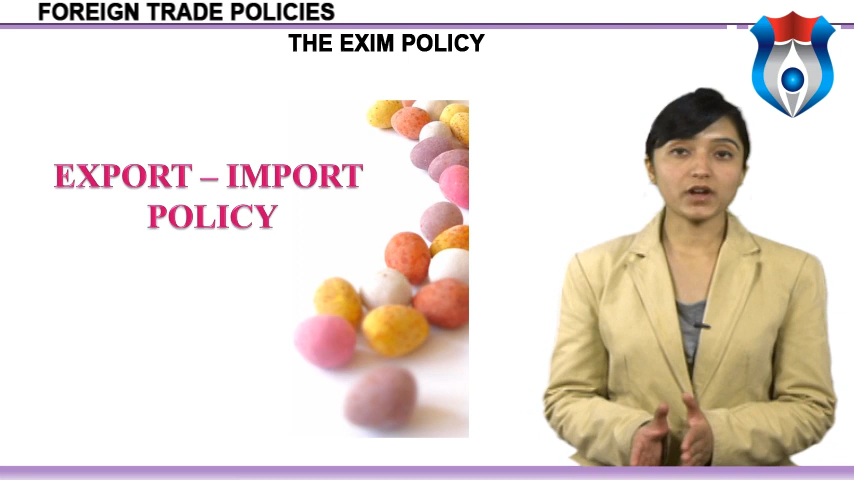 FOREIGN TRADE POLICIES
THE EXIM POLICY
EXPORT – IMPORT
POLICY